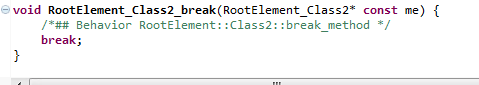 void RootElement_Class2_break(RootElement_Class2* const me) {
    /*## Behavior RootElement::Class2::break_method */
    break;
}